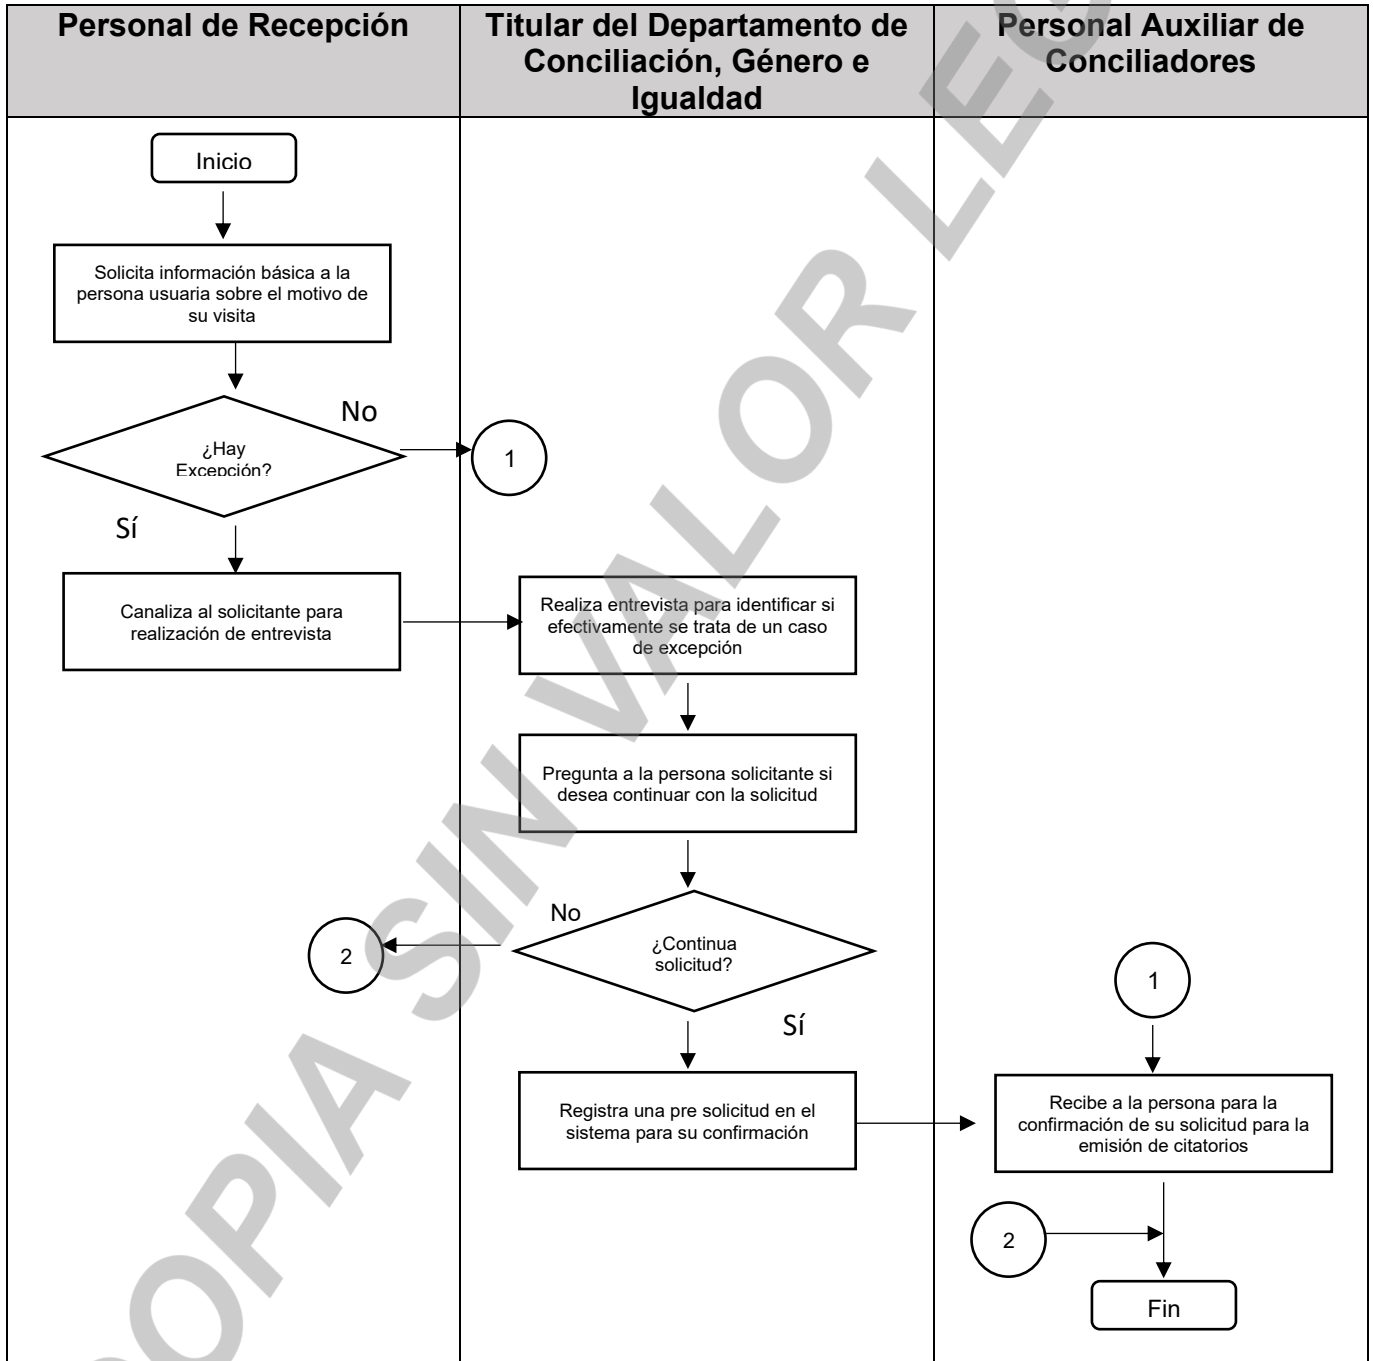 Personal de Recepción
Titular del Departamento de
Conciliación, Género e
Igualdad
Personal Auxiliar de
Conciliadores
Inicio
Solicita información básica a la
persona usuaria sobre el motivo de
su visita
¿Hay
Excepción?
No
1
Sí
Canaliza al solicitante para
realización de entrevista
Realiza entrevista para identificar si
efectivamente se trata de un caso
de excepción
Pregunta a la persona solicitante si
desea continuar con la solicitud
¿Continua
solicitud?
No
2
Sí
Registra una pre solicitud en el
sistema para su confirmación
1
Recibe a la persona para la
confirmación de su solicitud para la
emisión de citatorios
2
Fin
COPIA SIN VALOR LEG